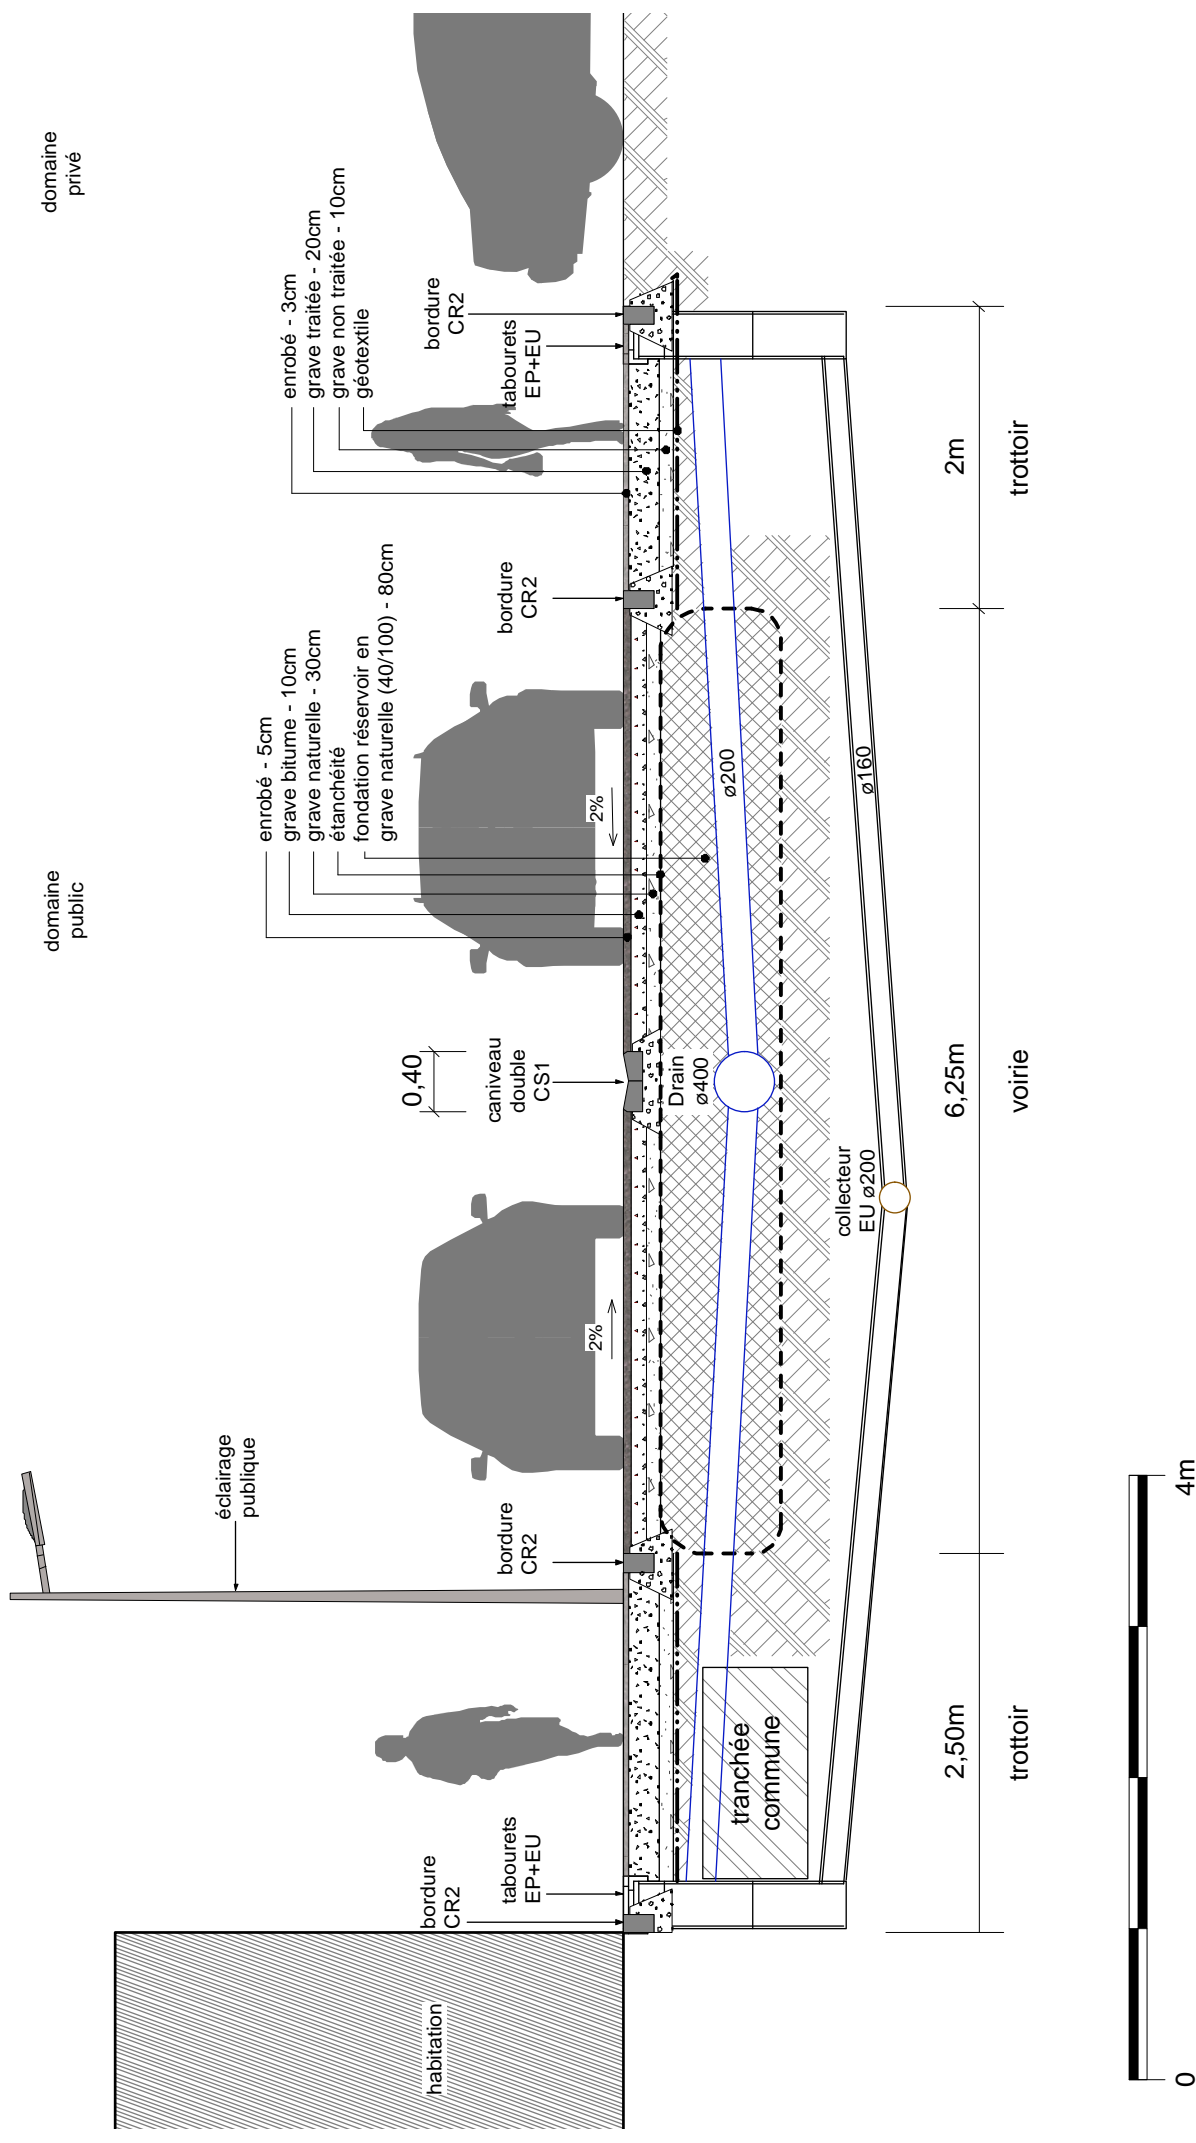 domaine
public
domaine
privé
éclairage
publique
enrobé - 5cm
grave bitume - 10cm
grave naturelle - 30cm
étanchéité
fondation réservoir en
grave naturelle (40/100) - 80cm
enrobé - 3cm
grave traitée - 20cm
grave non traitée - 10cm
géotextile
habitation
bordure
CR2
tabourets
EP+EU
bordure
CR2
0,40
caniveau
double
CS1
bordure
CR2
bordure
CR2
tabourets
EP+EU
2%
2%
tranchée
commune
Drain
ø400
ø200
collecteur
EU ø200
ø160
2,50m
6,25m
2m
trottoir
voirie
trottoir
0
4m